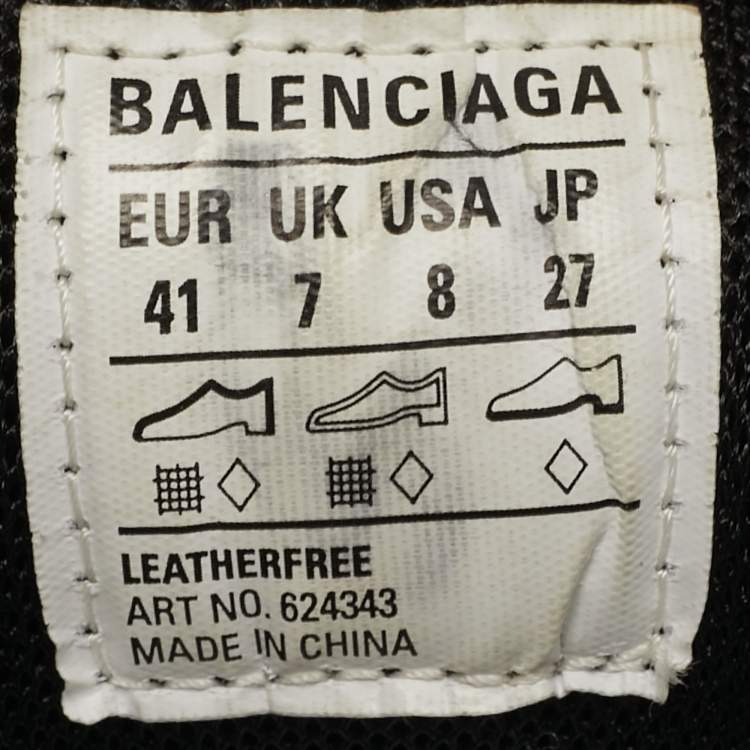 BALENCIAGA
EUR UK USA JP
41 7 8 27
LEATHERFREE
ART NO. 624343
MADE IN CHINA